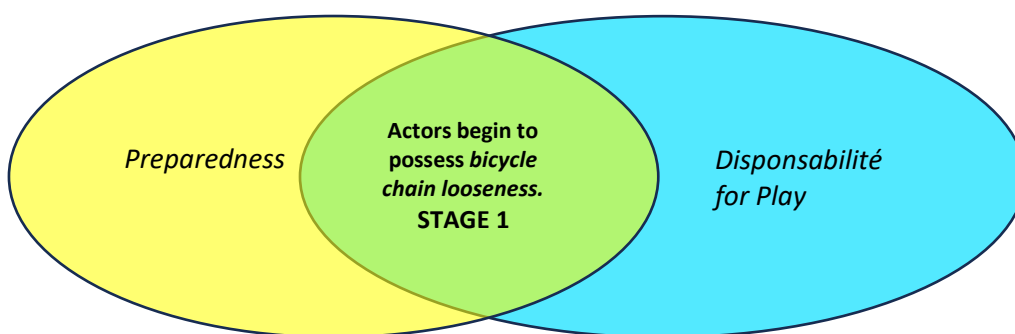 Preparedness
Actors begin to
possess bicycle
chain looseness.
STAGE 1
Disponsabilité
for Play